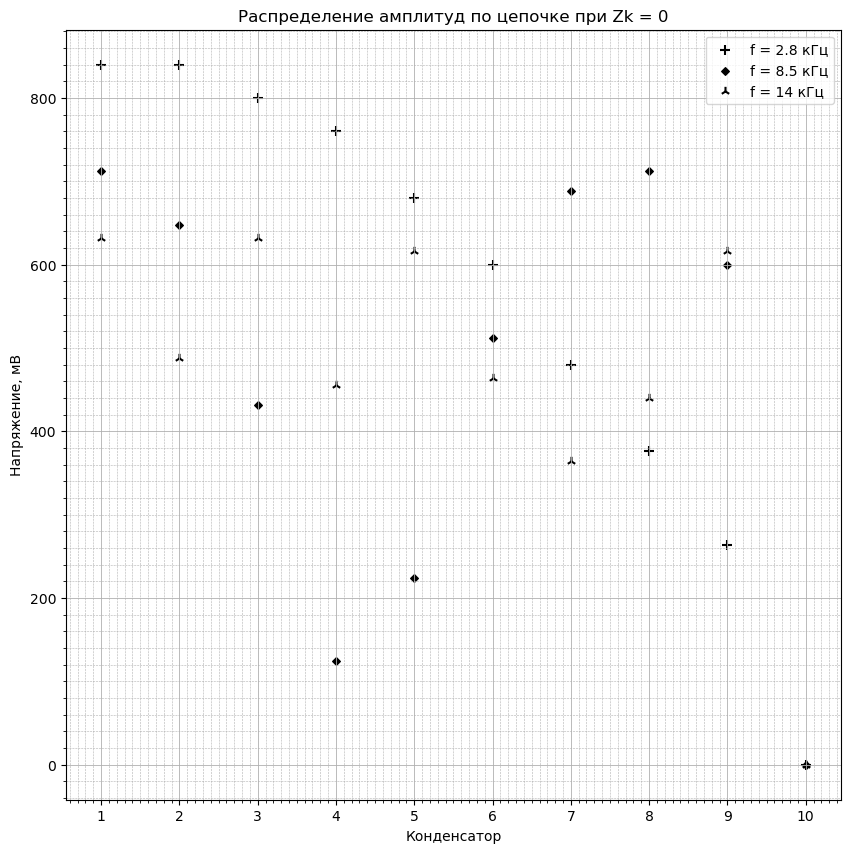 Распределение амплитуд по цепочке при Zk = 0
f = 2.8 кГц
f = 8.5 кГц
f = 14 кГц
800
600
400
200
0
Напряжение, мВ
1 2 3 4 5 6 7 8 9 10
Конденсатор